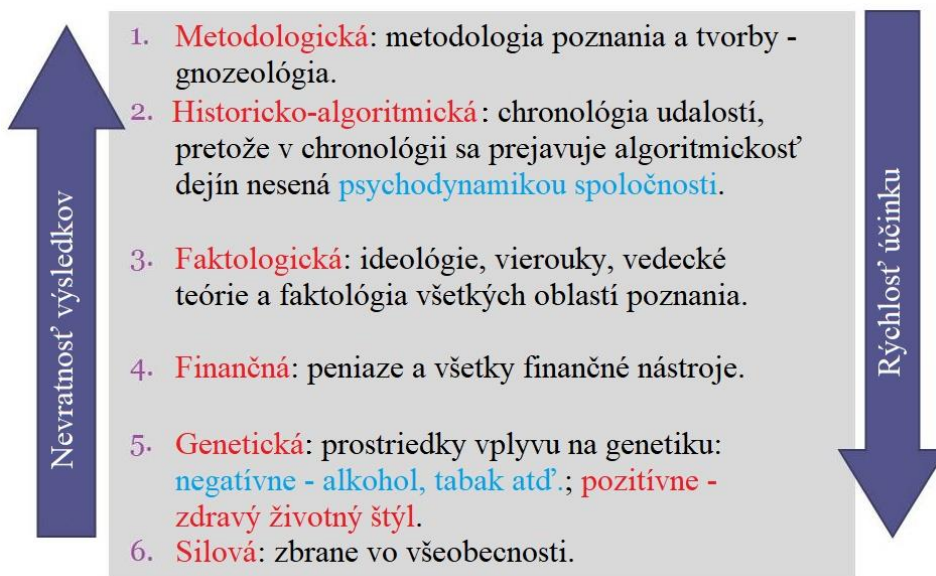 Nevratnosť výsledkov
1. Metodologická: metodologia poznania a tvorby -
gnozeológia.
2. Historicko-algoritmická: chronológia udalostí,
pretože v chronológii sa prejavuje algoritmickosť
dejín nesená psychodynamikou spoločnosti.
3. Faktologická: ideológie, vierouky, vedecké
teórie a faktológia všetkých oblastí poznania.
4. Finančná: peniaze a všetky finančné nástroje.
5. Genetická: prostriedky vplyvu na genetiku:
negatívne - alkohol, tabak atď.; pozitívne -
zdravý životný štýl.
6. Silová: zbrane vo všeobecnosti.
Rýchlosť účinku